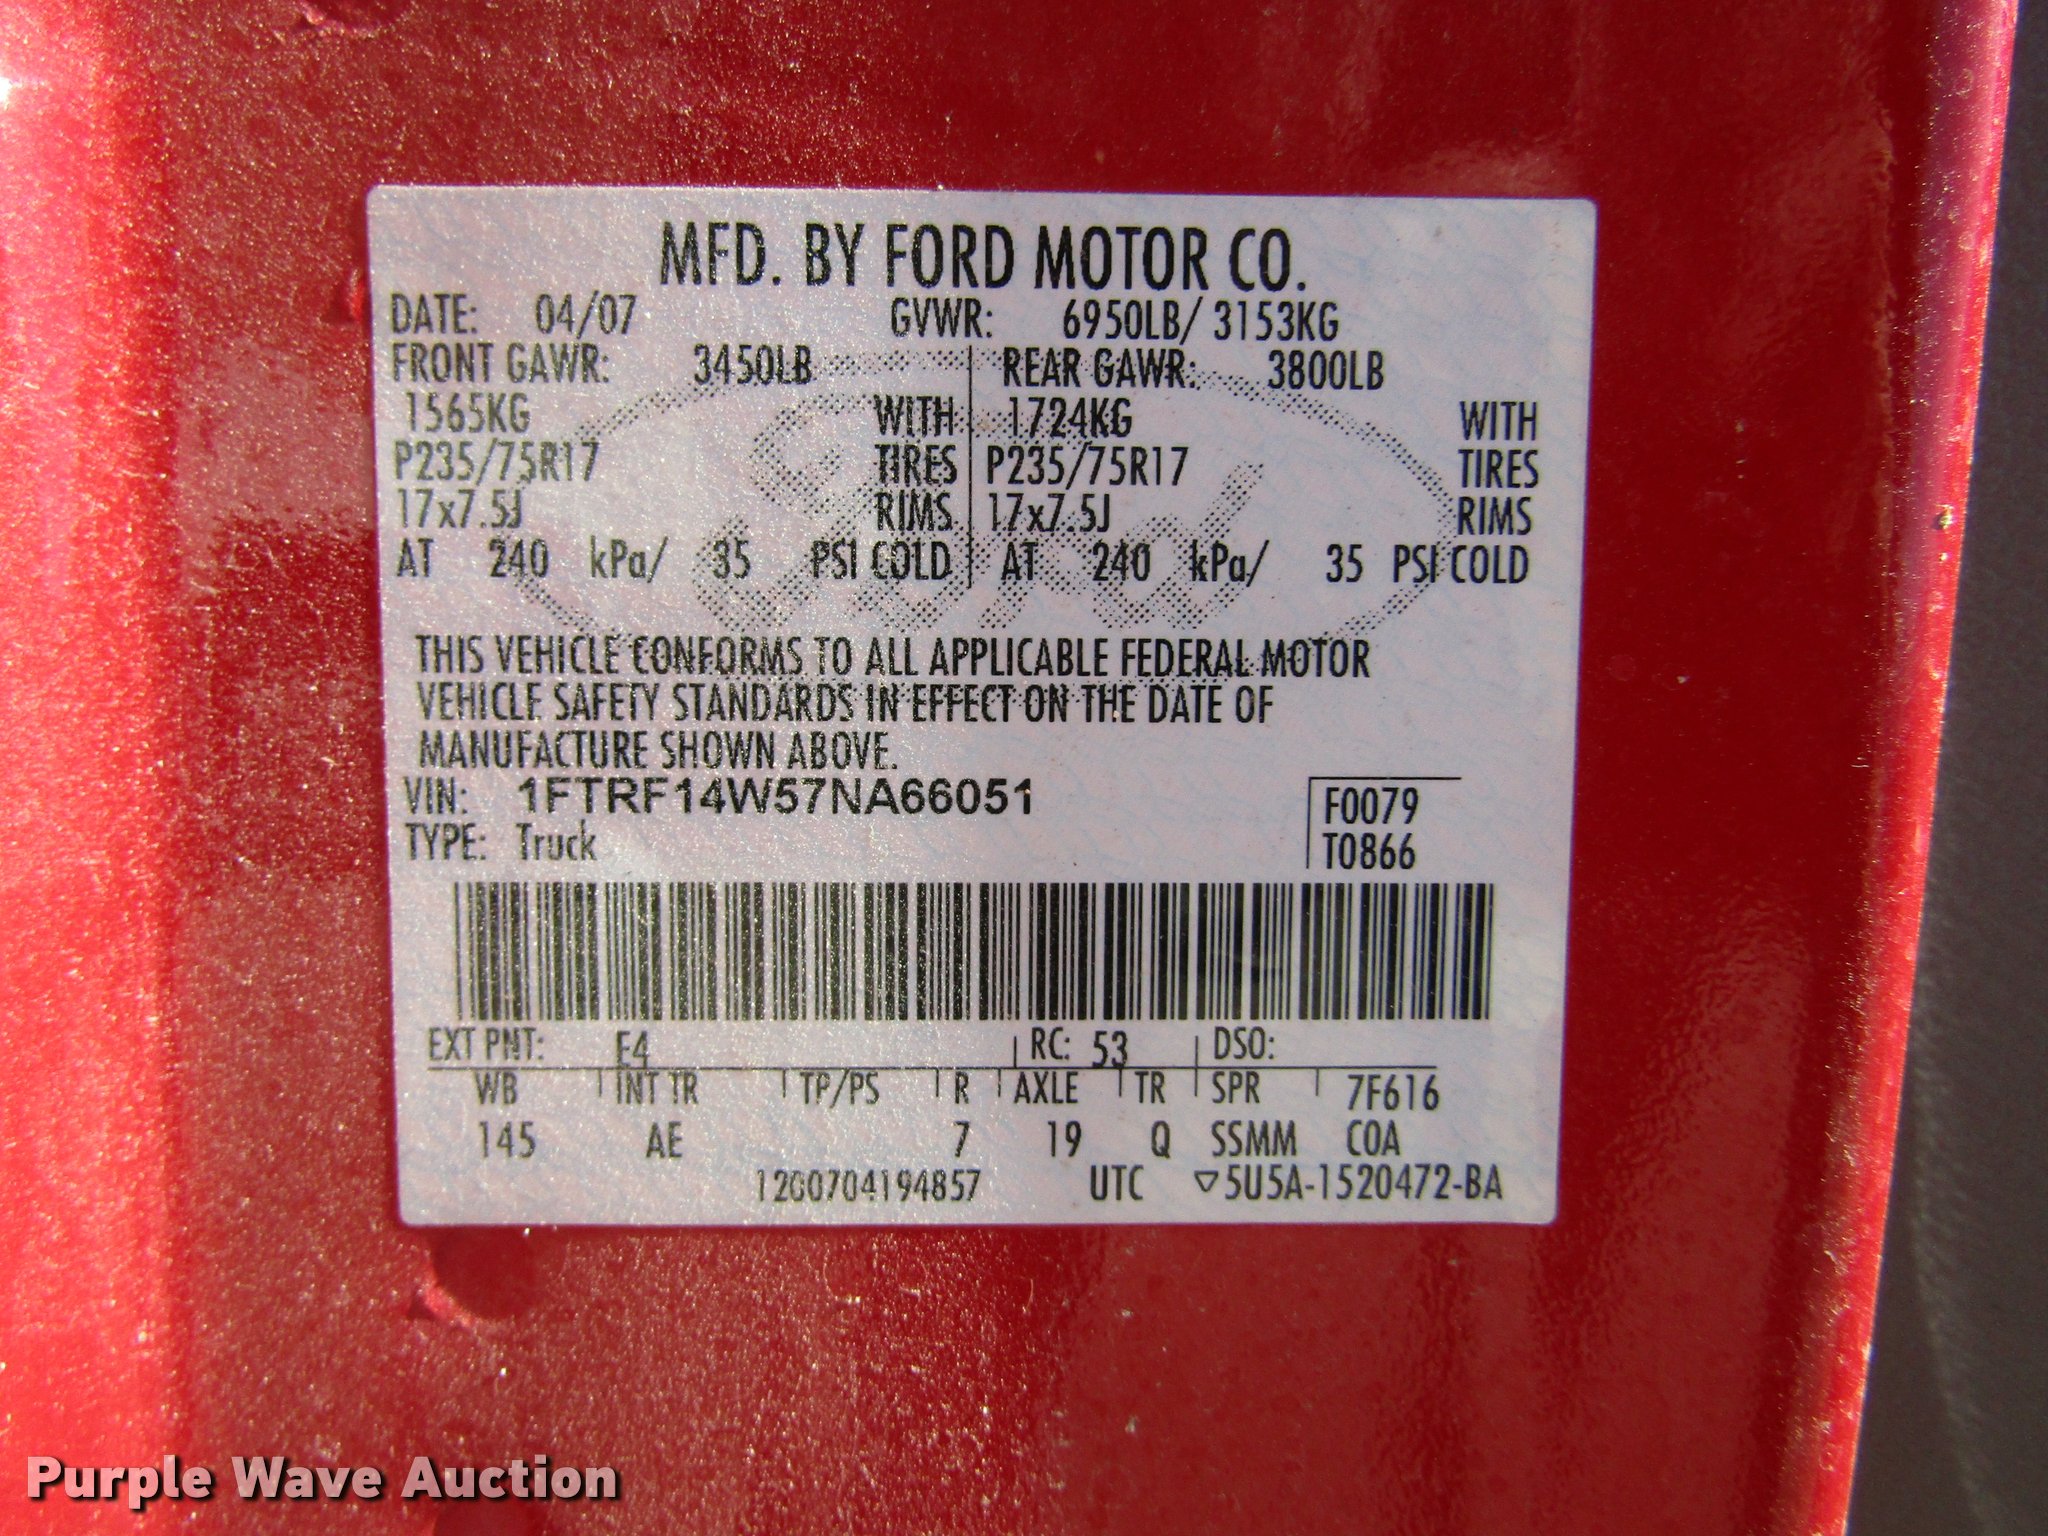 MFD. BY FORD MOTOR CO.
DATE: 04/07 GVWR: 6950LB/ 3153KG
FRONT GAWR: 3450LB REAR GAWR: 3800LB
1565KG WITH 1724KG WITH
P235/75R17 TIRES P235/75R17 TIRES
17x7.5J RIMS 17x7.5J RIMS
AT 240 kPa/ 35 PSI COLD AT 240 kPa/ 35 PSI COLD
Ford
THIS VEHICLE CONFORMS TO ALL APPLICABLE FEDERAL MOTOR
VEHICLE SAFETY STANDARDS IN EFFECT ON THE DATE OF
MANUFACTURE SHOWN ABOVE.
VIN: 1FTRF14W57NA66051 F0079
TYPE: Truck T0866
EXT PNT: E4 RC: 53 DSO:
WB INT TR TP/PS R AXLE TR SPR 7F616
145 AE 7 19 Q SSMM COA
1200704194857 UTC ▽5U5A-1520472-BA
Purple Wave Auction